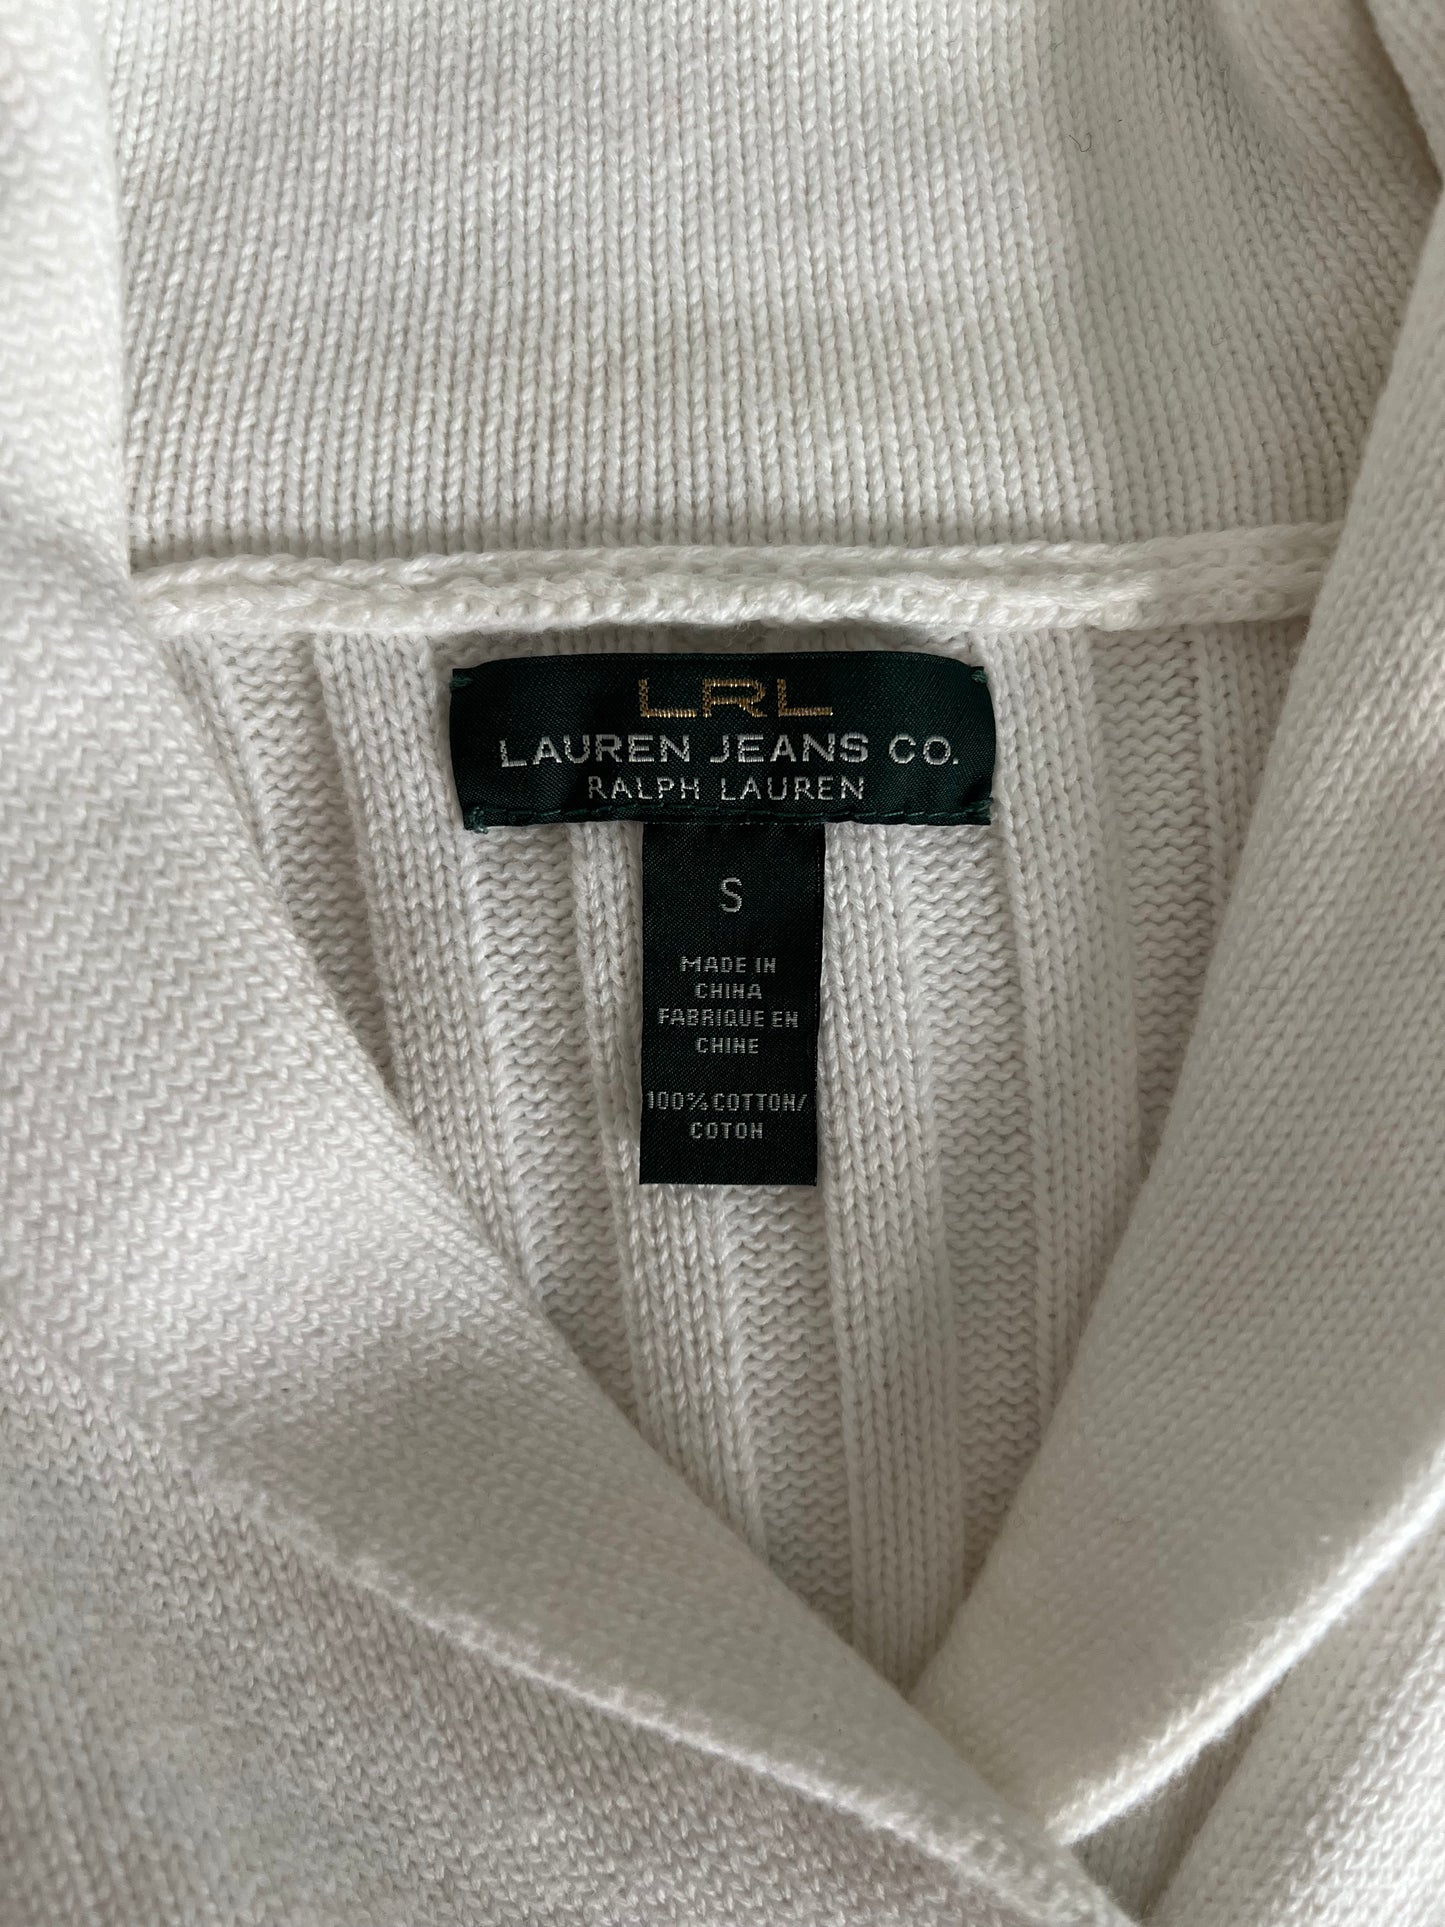 LRL
LAUREN JEANS CO.
RALPH LAUREN
S
MADE IN
CHINA
FABRIQUE EN
CHINE
100% COTTON/
COTON